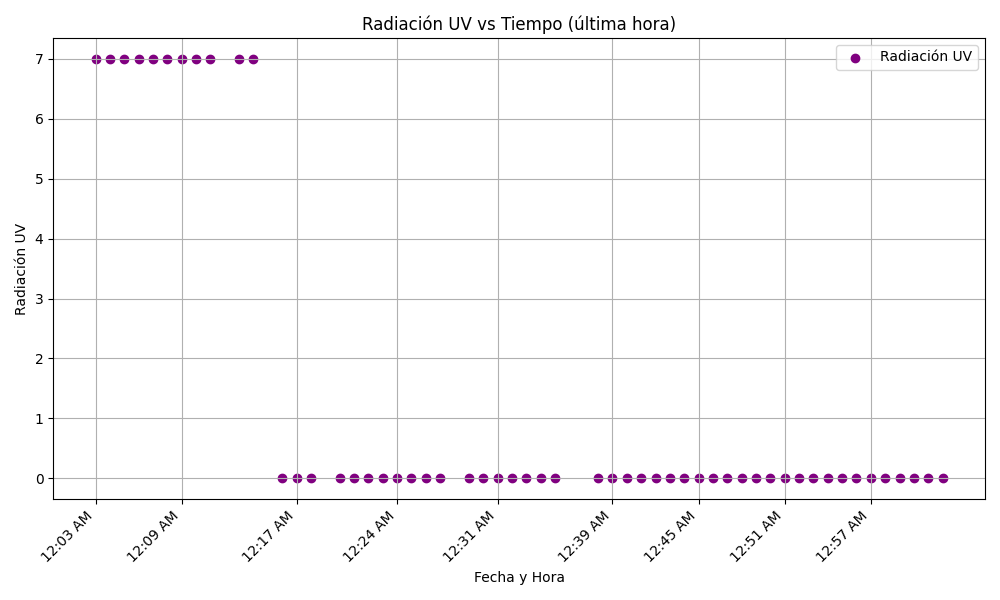 Radiación UV vs Tiempo (última hora)
Radiación UV
7
6
5
4
3
2
1
0
Radiación UV
12:03 AM
12:09 AM
12:17 AM
12:24 AM
12:31 AM
12:39 AM
12:45 AM
12:51 AM
12:57 AM
Fecha y Hora